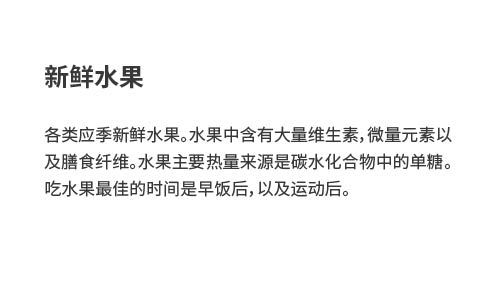 新鲜水果
各类应季新鲜水果。水果中含有大量维生素，微量元素以
及膳食纤维。水果主要热量来源是碳水化合物中的单糖。
吃水果最佳的时间是早饭后，以及运动后。